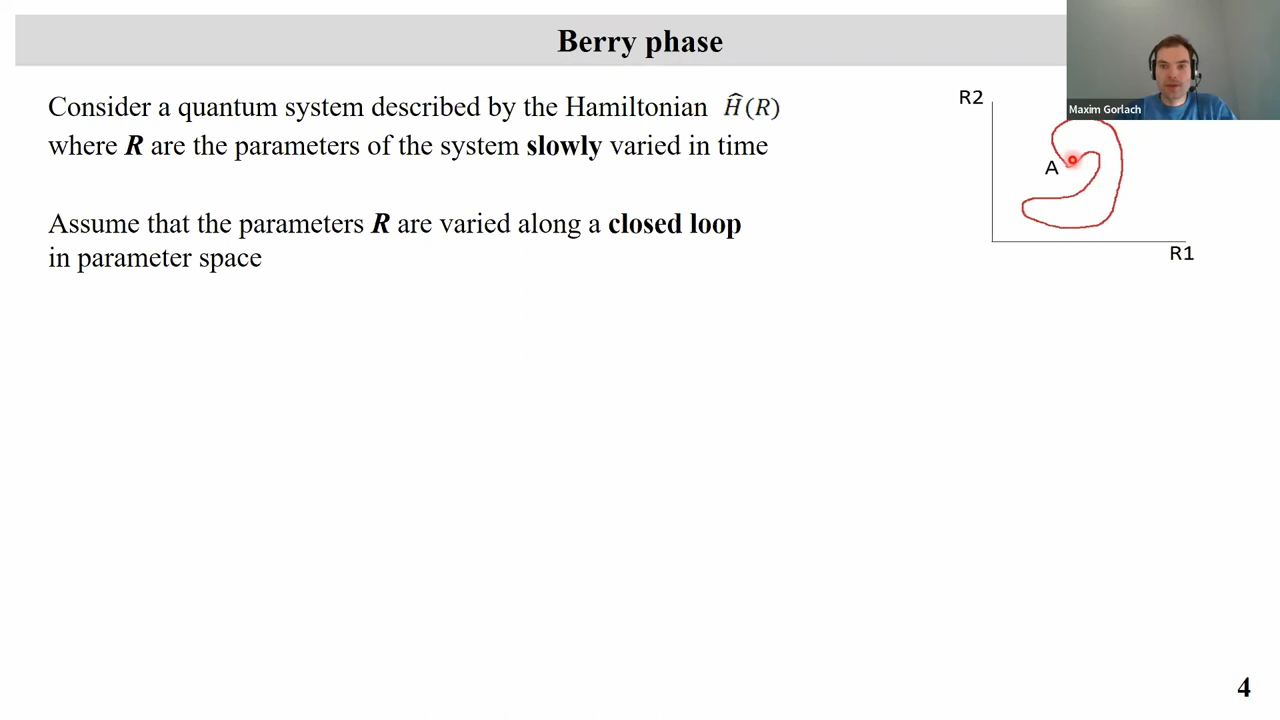 Berry phase
Maxim Gorlach
Consider a quantum system described by the Hamiltonian Ĥ(R)
where R are the parameters of the system slowly varied in time
Assume that the parameters R are varied along a closed loop
in parameter space
R2
A
R1
4